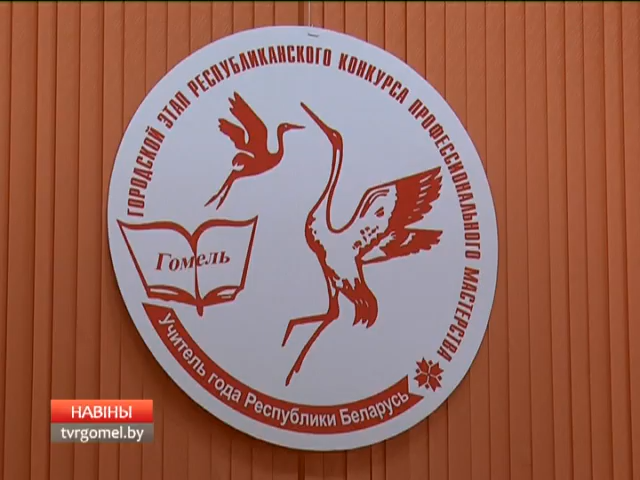 ГОРОДСКОЙ ЭТАП РЕСПУБЛИКАНСКОГО КОНКУРСА ПРОФЕССИОНАЛЬНОГО МАСТЕРСТВА
Гомель
Учитель года Республики Беларусь
НАВІНЫ
tvrgomel.by